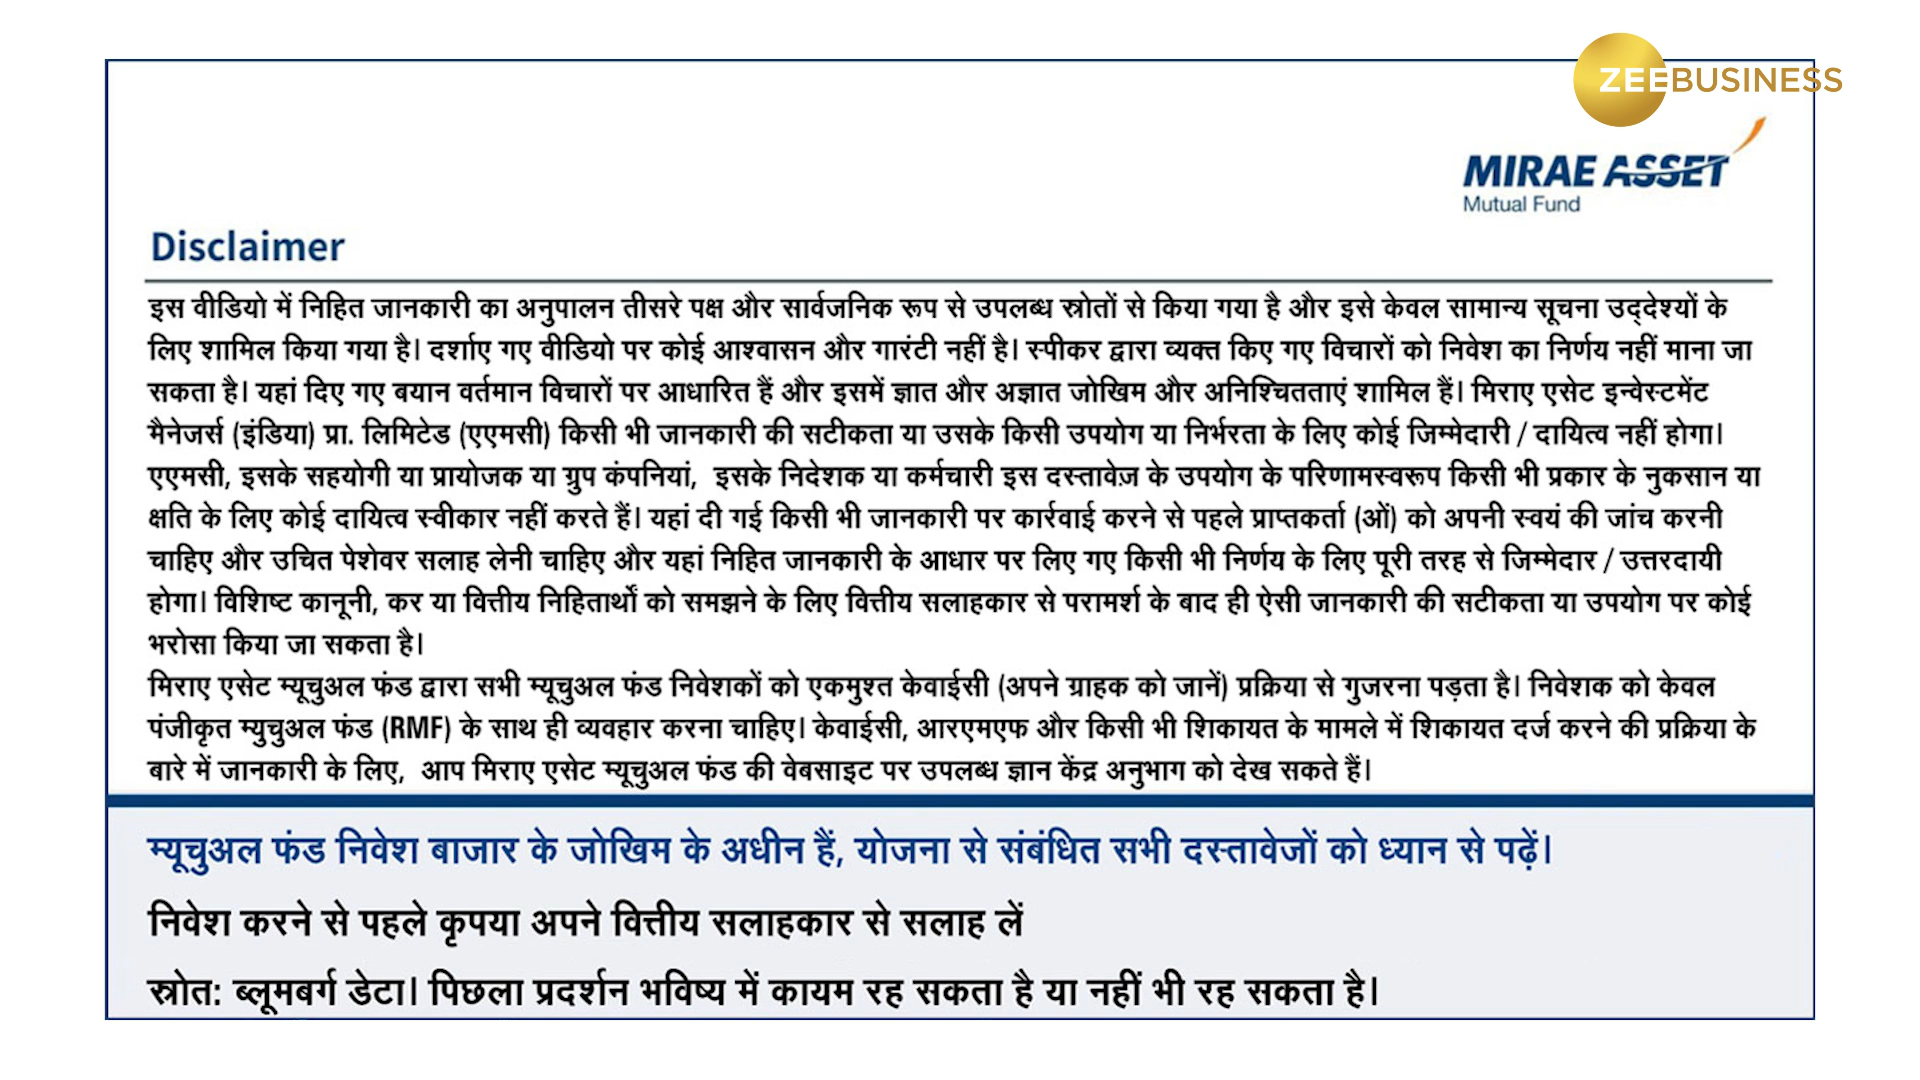 ZEEBUSINESS
MIRAE ASSET
Mutual Fund
Disclaimer
इस वीडियो में निहित जानकारी का अनुपालन तीसरे पक्ष और सार्वजनिक रूप से उपलब्ध स्रोतों से किया गया है और इसे केवल सामान्य सूचना उद्देश्यों के
लिए शामिल किया गया है। दर्शाए गए वीडियो पर कोई आश्वासन और गारंटी नहीं है। स्पीकर द्वारा व्यक्त किए गए विचारों को निवेश का निर्णय नहीं माना जा
सकता है। यहां दिए गए बयान वर्तमान विचारों पर आधारित हैं और इसमें ज्ञात और अज्ञात जोखिम और अनिश्चितताएं शामिल हैं। मिराए एसेट इन्वेस्टमेंट
मैनेजर्स (इंडिया) प्रा. लिमिटेड (एएमसी) किसी भी जानकारी की सटीकता या उसके किसी उपयोग या निर्भरता के लिए कोई जिम्मेदारी / दायित्व नहीं होगा।
एएमसी, इसके सहयोगी या प्रायोजक या ग्रुप कंपनियां, इसके निदेशक या कर्मचारी इस दस्तावेज़ के उपयोग के परिणामस्वरूप किसी भी प्रकार के नुकसान या
क्षति के लिए कोई दायित्व स्वीकार नहीं करते हैं। यहां दी गई किसी भी जानकारी पर कार्रवाई करने से पहले प्राप्तकर्ता (ओं) को अपनी स्वयं की जांच करनी
चाहिए और उचित पेशेवर सलाह लेनी चाहिए और यहां निहित जानकारी के आधार पर लिए गए किसी भी निर्णय के लिए पूरी तरह से जिम्मेदार / उत्तरदायी
होगा। विशिष्ट कानूनी, कर या वित्तीय निहितार्थों को समझने के लिए वित्तीय सलाहकार से परामर्श के बाद ही ऐसी जानकारी की सटीकता या उपयोग पर कोई
भरोसा किया जा सकता है।
मिराए एसेट म्यूचुअल फंड द्वारा सभी म्यूचुअल फंड निवेशकों को एकमुश्त केवाईसी (अपने ग्राहक को जानें) प्रक्रिया से गुजरना पड़ता है। निवेशक को केवल
पंजीकृत म्युचुअल फंड (RMF) के साथ ही व्यवहार करना चाहिए। केवाईसी, आरएमएफ और किसी भी शिकायत के मामले में शिकायत दर्ज करने की प्रक्रिया के
बारे में जानकारी के लिए, आप मिराए एसेट म्यूचुअल फंड की वेबसाइट पर उपलब्ध ज्ञान केंद्र अनुभाग को देख सकते हैं।
म्यूचुअल फंड निवेश बाजार के जोखिम के अधीन हैं, योजना से संबंधित सभी दस्तावेजों को ध्यान से पढ़ें।
निवेश करने से पहले कृपया अपने वित्तीय सलाहकार से सलाह लें
स्रोत: ब्लूमबर्ग डेटा। पिछला प्रदर्शन भविष्य में कायम रह सकता है या नहीं भी रह सकता है।